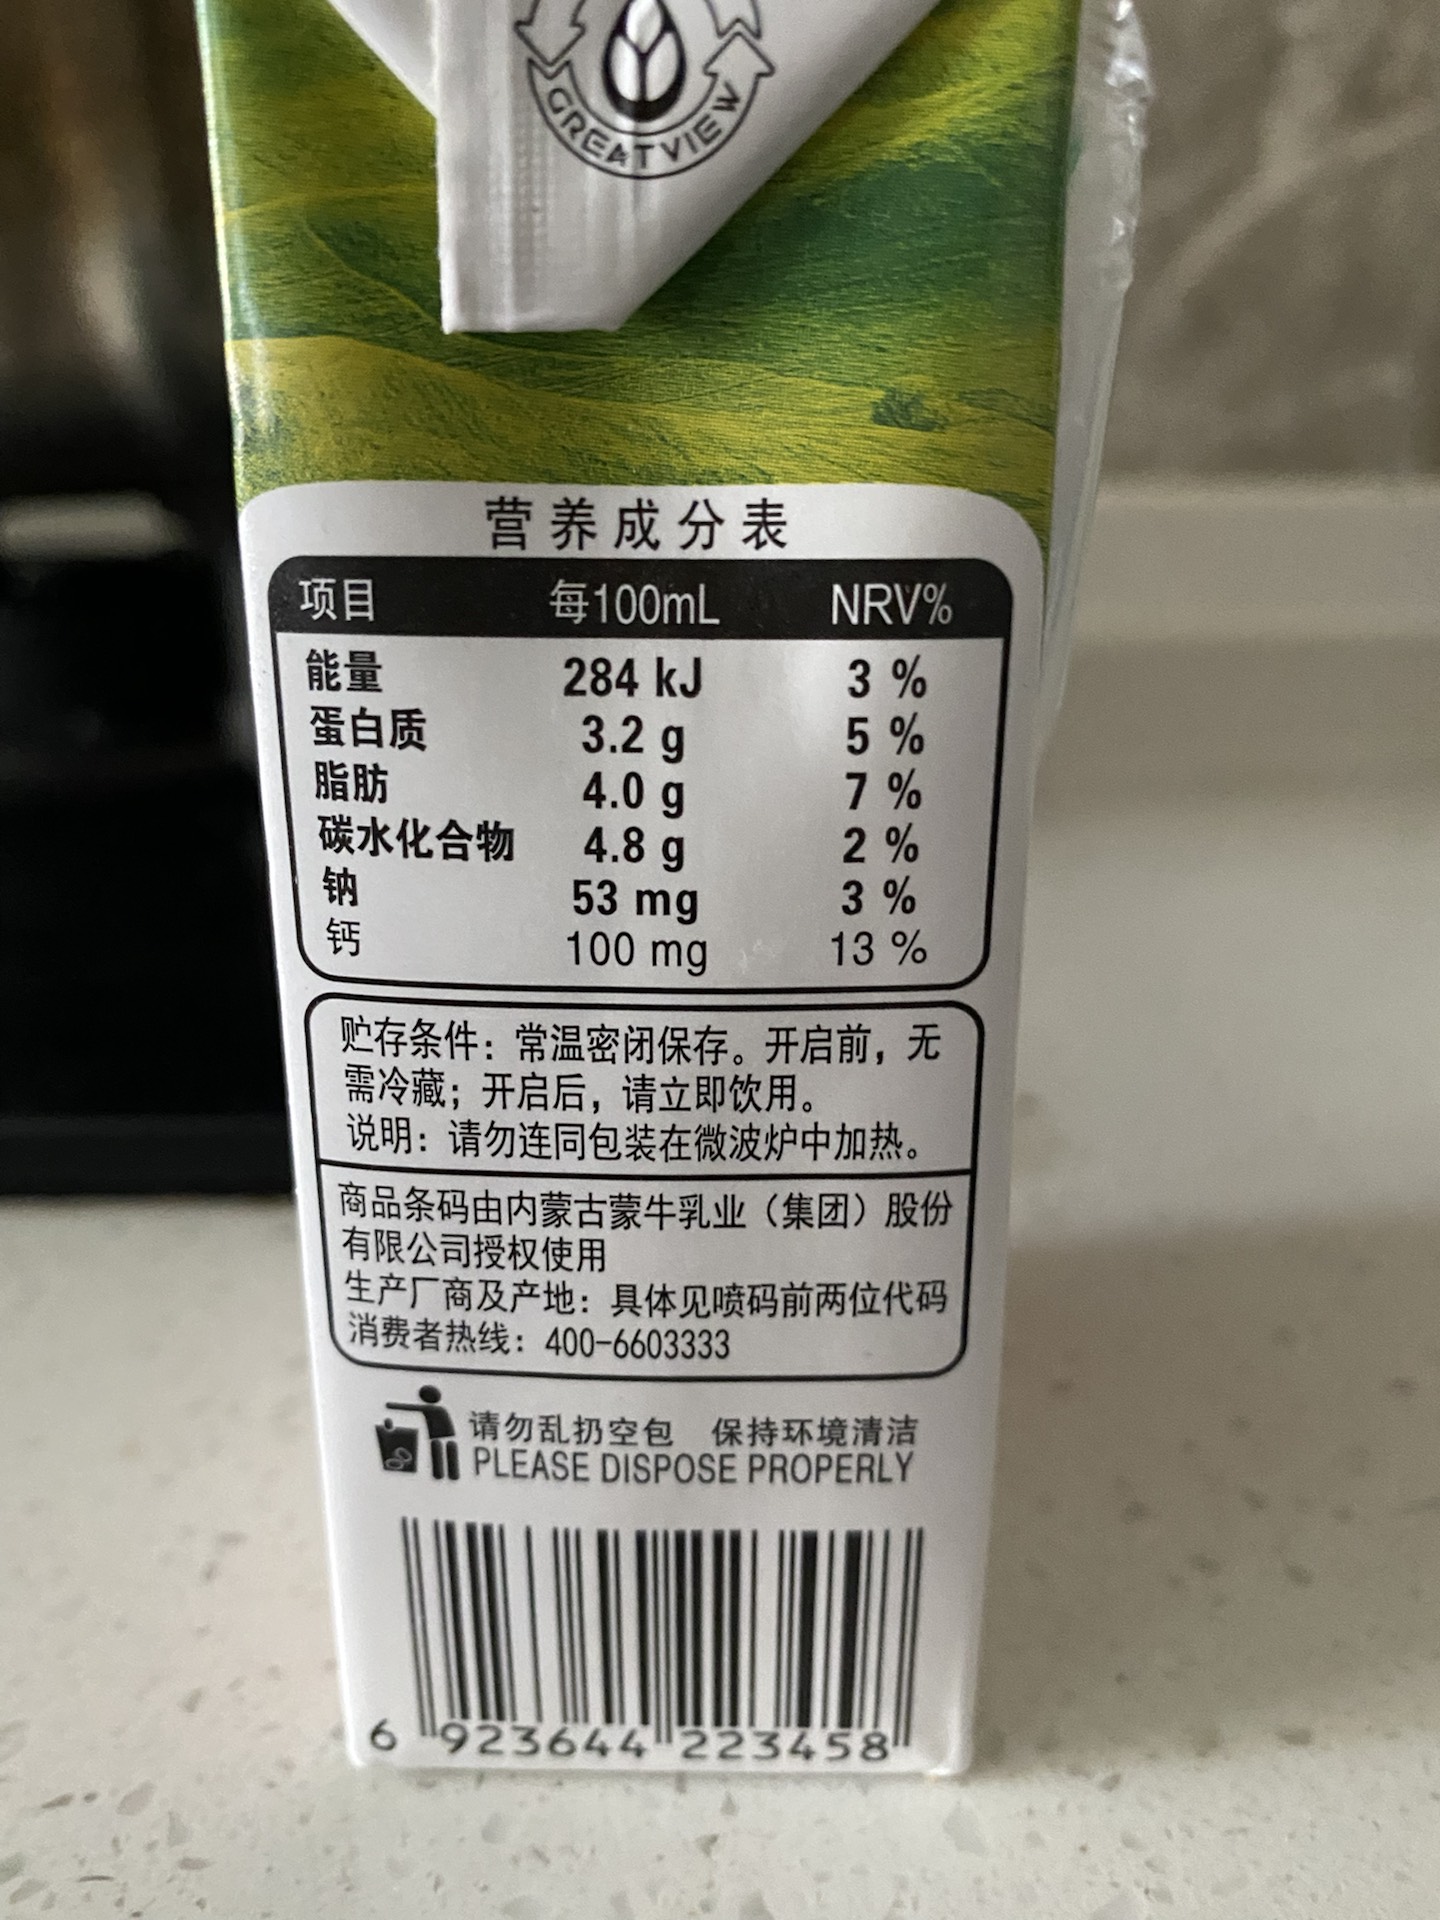 GREATVIEW
营养成分表
项目 每100mL NRV%
能量 284 kJ 3 %
蛋白质 3.2 g 5 %
脂肪 4.0 g 7 %
碳水化合物 4.8 g 2 %
钠 53 mg 3 %
钙 100 mg 13 %
贮存条件：常温密闭保存。开启前，无
需冷藏；开启后，请立即饮用。
说明：请勿连同包装在微波炉中加热。
商品条码由内蒙古蒙牛乳业（集团）股份
有限公司授权使用
生产厂商及产地：具体见喷码前两位代码
消费者热线：400-6603333
请勿乱扔空包 保持环境清洁
PLEASE DISPOSE PROPERLY
6 923644 223458